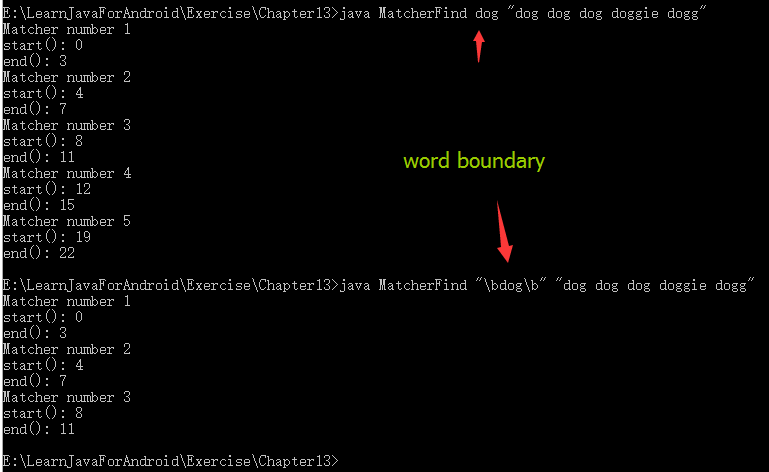 E:\LearnJavaForAndroid\Exercise\Chapter13>java MatcherFind dog "dog dog dog doggie dogg"
Matcher number 1
start(): 0
end(): 3
Matcher number 2
start(): 4
end(): 7
Matcher number 3
start(): 8
end(): 11
Matcher number 4
start(): 12
end(): 15
Matcher number 5
start(): 19
end(): 22
word boundary
E:\LearnJavaForAndroid\Exercise\Chapter13>java MatcherFind "\bdog\b" "dog dog dog doggie dogg"
Matcher number 1
start(): 0
end(): 3
Matcher number 2
start(): 4
end(): 7
Matcher number 3
start(): 8
end(): 11
E:\LearnJavaForAndroid\Exercise\Chapter13>